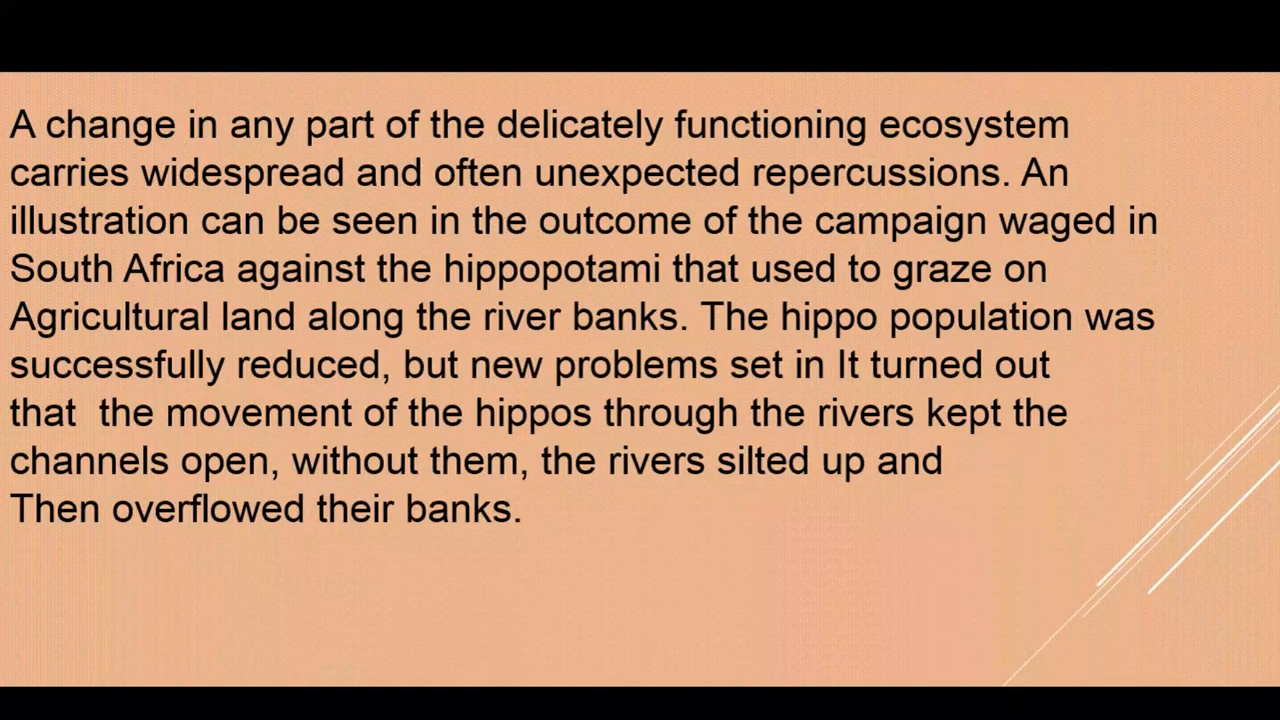 A change in any part of the delicately functioning ecosystem
carries widespread and often unexpected repercussions. An
illustration can be seen in the outcome of the campaign waged in
South Africa against the hippopotami that used to graze on
Agricultural land along the river banks. The hippo population was
successfully reduced, but new problems set in It turned out
that  the movement of the hippos through the rivers kept the
channels open, without them, the rivers silted up and
Then overflowed their banks.